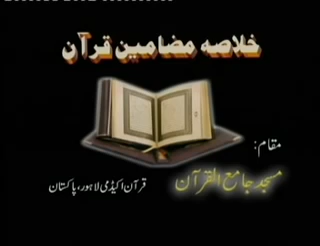 خلاصہ مضامین قرآن
مقام:
مسجد جامع القرآن
قرآن اکیڈمی لاہور، پاکستان